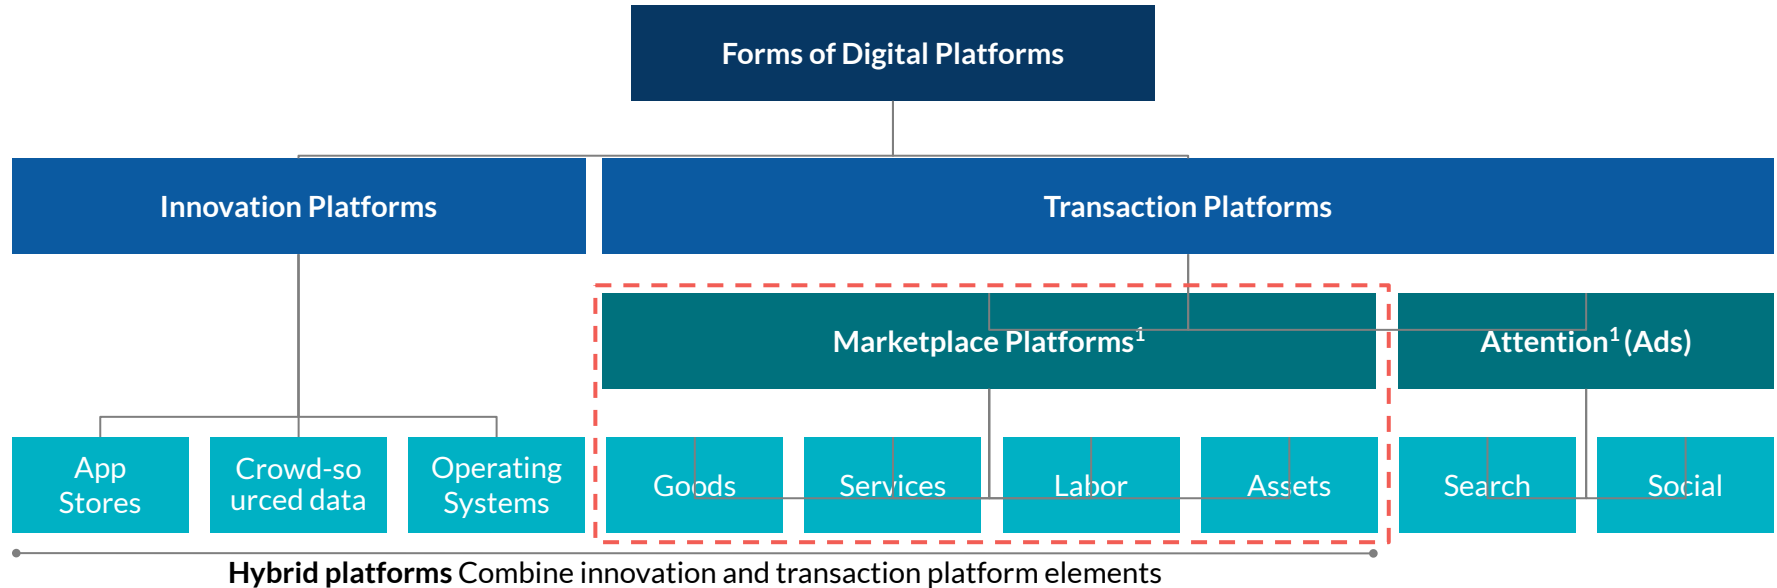 Forms of Digital Platforms
Innovation Platforms
Transaction Platforms
Marketplace Platforms¹
Attention¹ (Ads)
App
Stores
Crowd-so
urced data
Operating
Systems
Goods
Services
Labor
Assets
Search
Social
Hybrid platforms Combine innovation and transaction platform elements